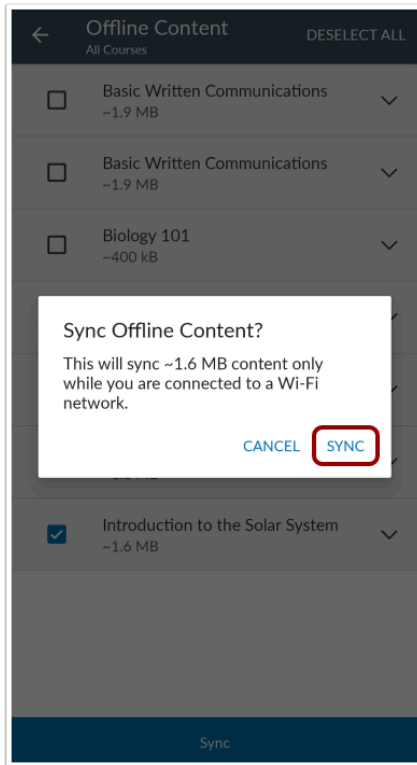 Offline Content
DESELECT ALL
All Courses
Basic Written Communications
~1.9 MB
Basic Written Communications
~1.9 MB
Biology 101
~400 kB
Sync Offline Content?
This will sync ~1.6 MB content only
while you are connected to a Wi-Fi
network.
CANCEL SYNC
Introduction to the Solar System
~1.6 MB
Sync